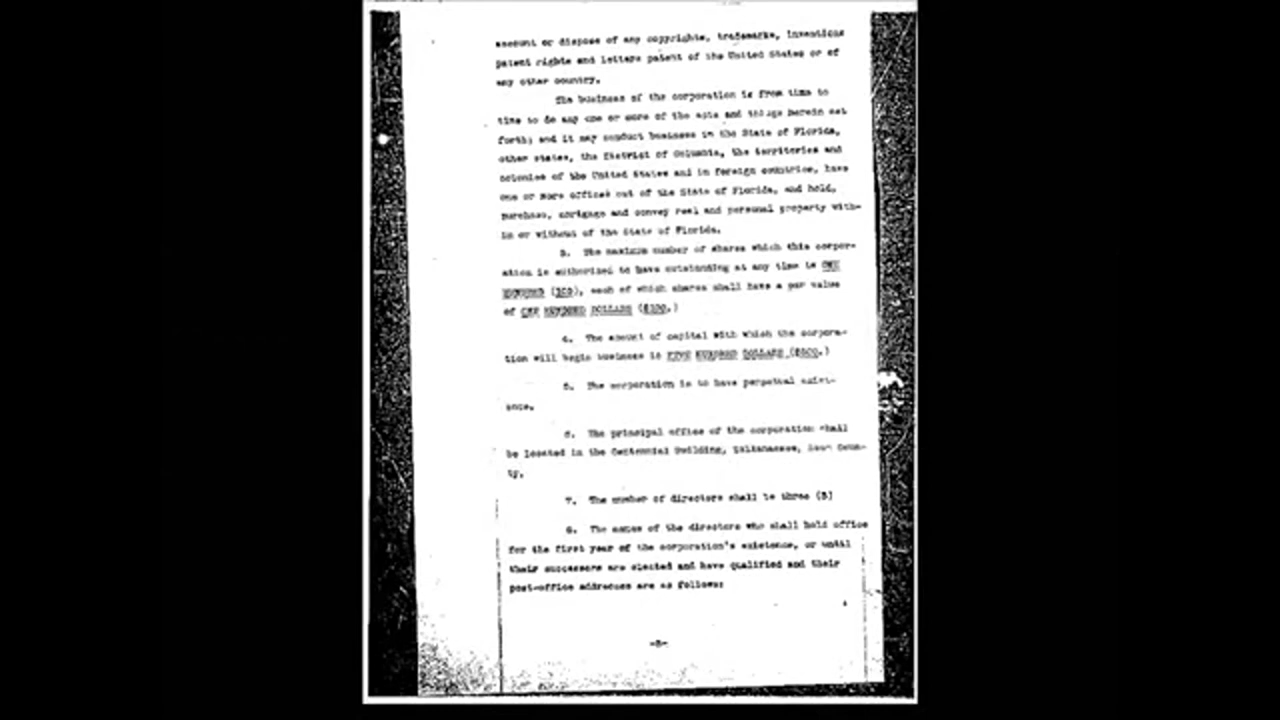 account or dispose of any copyrights, trademarks, inventions
patent rights and letters patent of the United States or of
any other country.
The business of the corporation is from time to
time to do any one or more of the acts and things herein set
forth; and it may conduct business in the State of Florida,
other states, the District of Columbia, the territories and
colonies of the United States and in foreign countries, have
one or more offices out of the State of Florida, and hold,
purchase, mortgage and convey real and personal property with-
in or without of the State of Florida.
3. The maximum number of shares which this corpor-
ation is authorized to have outstanding at any time is ONE
HUNDRED (100), each of which shares shall have a par value
of ONE HUNDRED DOLLARS ($100.)
4. The amount of capital with which the corpora-
tion will begin business is FIVE HUNDRED DOLLARS ($500.)
5. The corporation is to have perpetual exist-
ence.
6. The principal office of the corporation shall
be located in the Centennial Building, Tallahassee, Leon Coun-
ty.
7. The number of directors shall be three (3)
8. The names of the directors who shall hold office
for the first year of the corporation's existence, or until
their successors are elected and have qualified and their
post-office addresses are as follows: